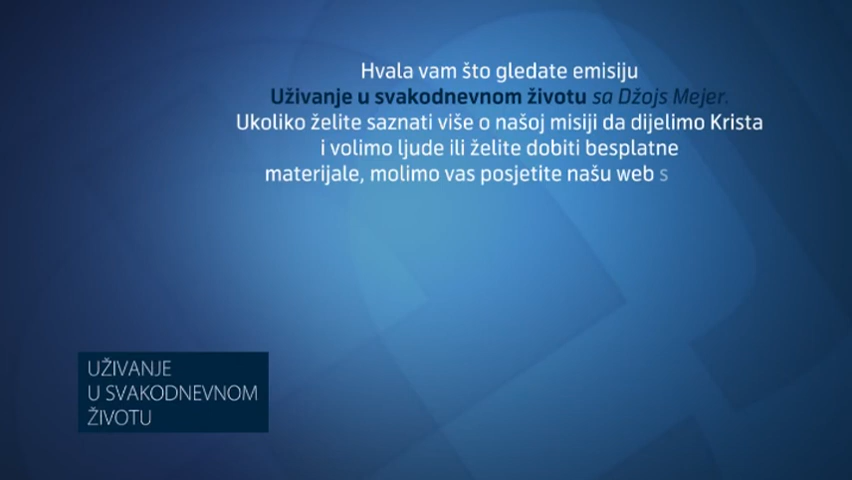 Hvala vam što gledate emisiju
Uživanje u svakodnevnom životu sa Džojs Mejer.
Ukoliko želite saznati više o našoj misiji da dijelimo Krista
i volimo ljude ili želite dobiti besplatne
materijale, molimo vas posjetite našu web s
UŽIVANJE
U SVAKODNEVNOM
ŽIVOTU